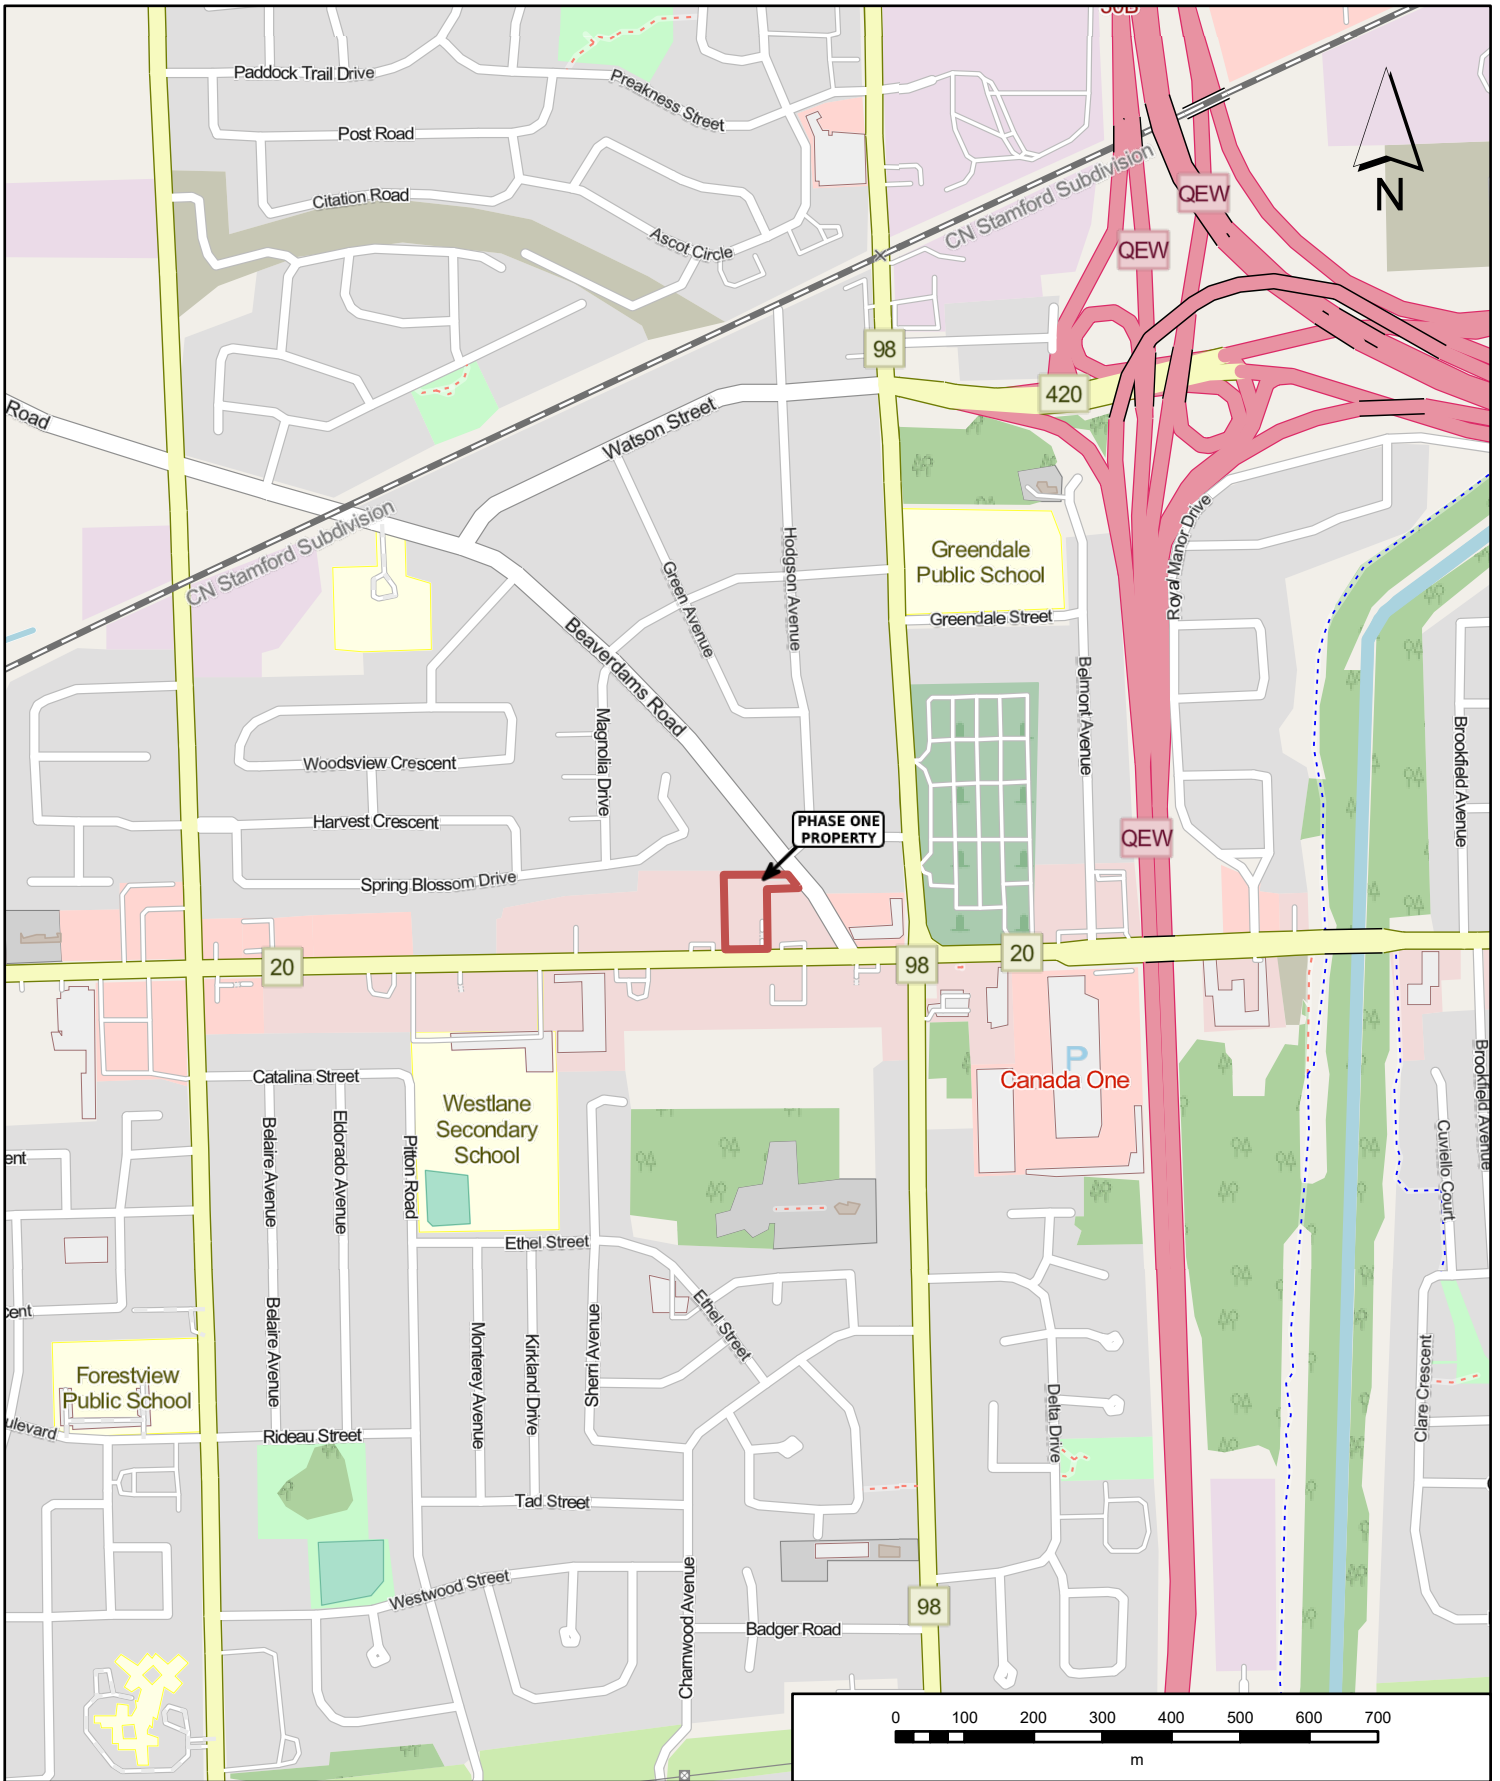 30B
Paddock Trail Drive
Preakness Street
Post Road
CN Stamford Subdivision
QEW
N
Citation Road
Ascot Circle
QEW
98
420
Road
Watson Street
CN Stamford Subdivision
Hodgson Avenue
Green Avenue
Greendale
Public School
Royal Manor Drive
Greendale Street
Beaverdams Road
Belmont Avenue
Magnolia Drive
Brookfield Avenue
Woodsview Crescent
Harvest Crescent
PHASE ONE
PROPERTY
QEW
Spring Blossom Drive
20
98
20
P
Canada One
Catalina Street
Westlane
Secondary
School
Belaire Avenue
Eldorado Avenue
Pitton Road
Brookfield Avenue
Cuviello Court
ent
Ethel Street
cent
Belaire Avenue
Monterey Avenue
Kirkland Drive
Sherri Avenue
Ethel Street
Forestview
Public School
Delta Drive
Clare Crescent
ulevard
Rideau Street
Tad Street
Westwood Street
Charnwood Avenue
98
Badger Road
0 100 200 300 400 500 600 700
m